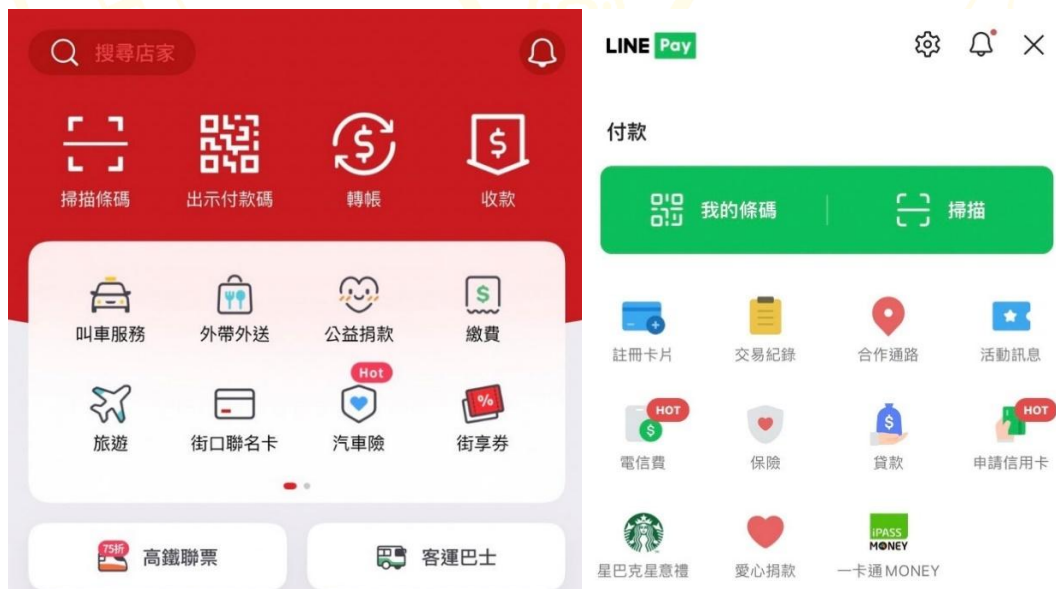 搜尋店家
掃描條碼 出示付款碼 轉帳 收款
叫車服務 外帶外送 公益捐款 繳費
Hot
旅遊 街口聯名卡 汽車險 街享券
75折 高鐵聯票 客運巴士
LINE Pay
付款
我的條碼 掃描
註冊卡片 交易紀錄 合作通路 活動訊息
HOT HOT
電信費 保險 貸款 申請信用卡
iPASS
MONEY
星巴克星意禮 愛心捐款 一卡通MONEY